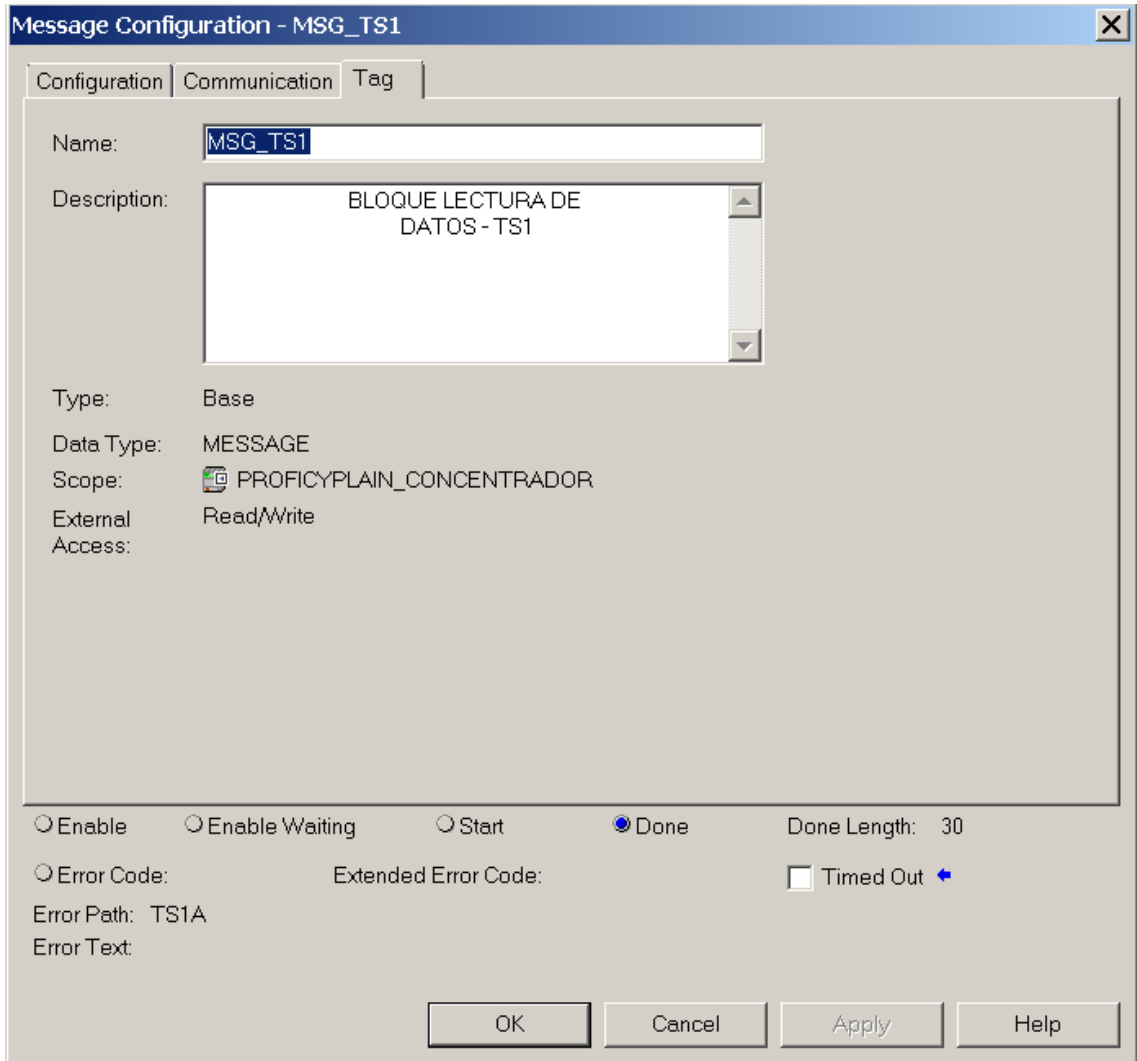 Message Configuration - MSG_TS1
Configuration Communication Tag
Name: MSG_TS1
Description: BLOQUE LECTURA DE
DATOS - TS1
Type: Base
Data Type: MESSAGE
Scope: PROFICYPLAIN_CONCENTRADOR
External Read/Write
Access:
Enable Enable Waiting Start Done Done Length: 30
Error Code: Extended Error Code: Timed Out
Error Path: TS1A
Error Text:
OK Cancel Apply Help